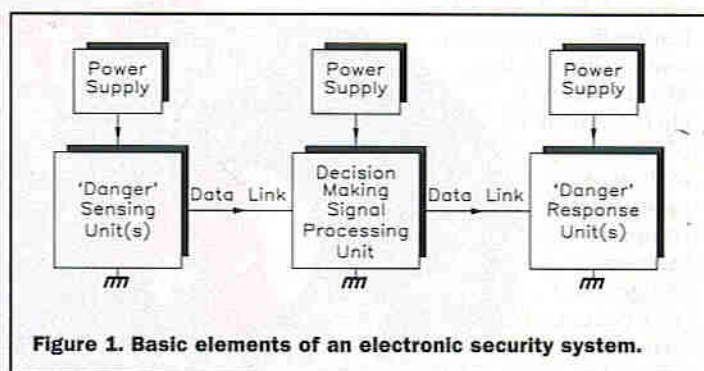 Power
Supply
Power
Supply
Power
Supply
'Danger'
Sensing
Unit(s)
Data Link
Decision
Making
Signal
Processing
Unit
Data Link
'Danger'
Response
Unit(s)
Figure 1. Basic elements of an electronic security system.